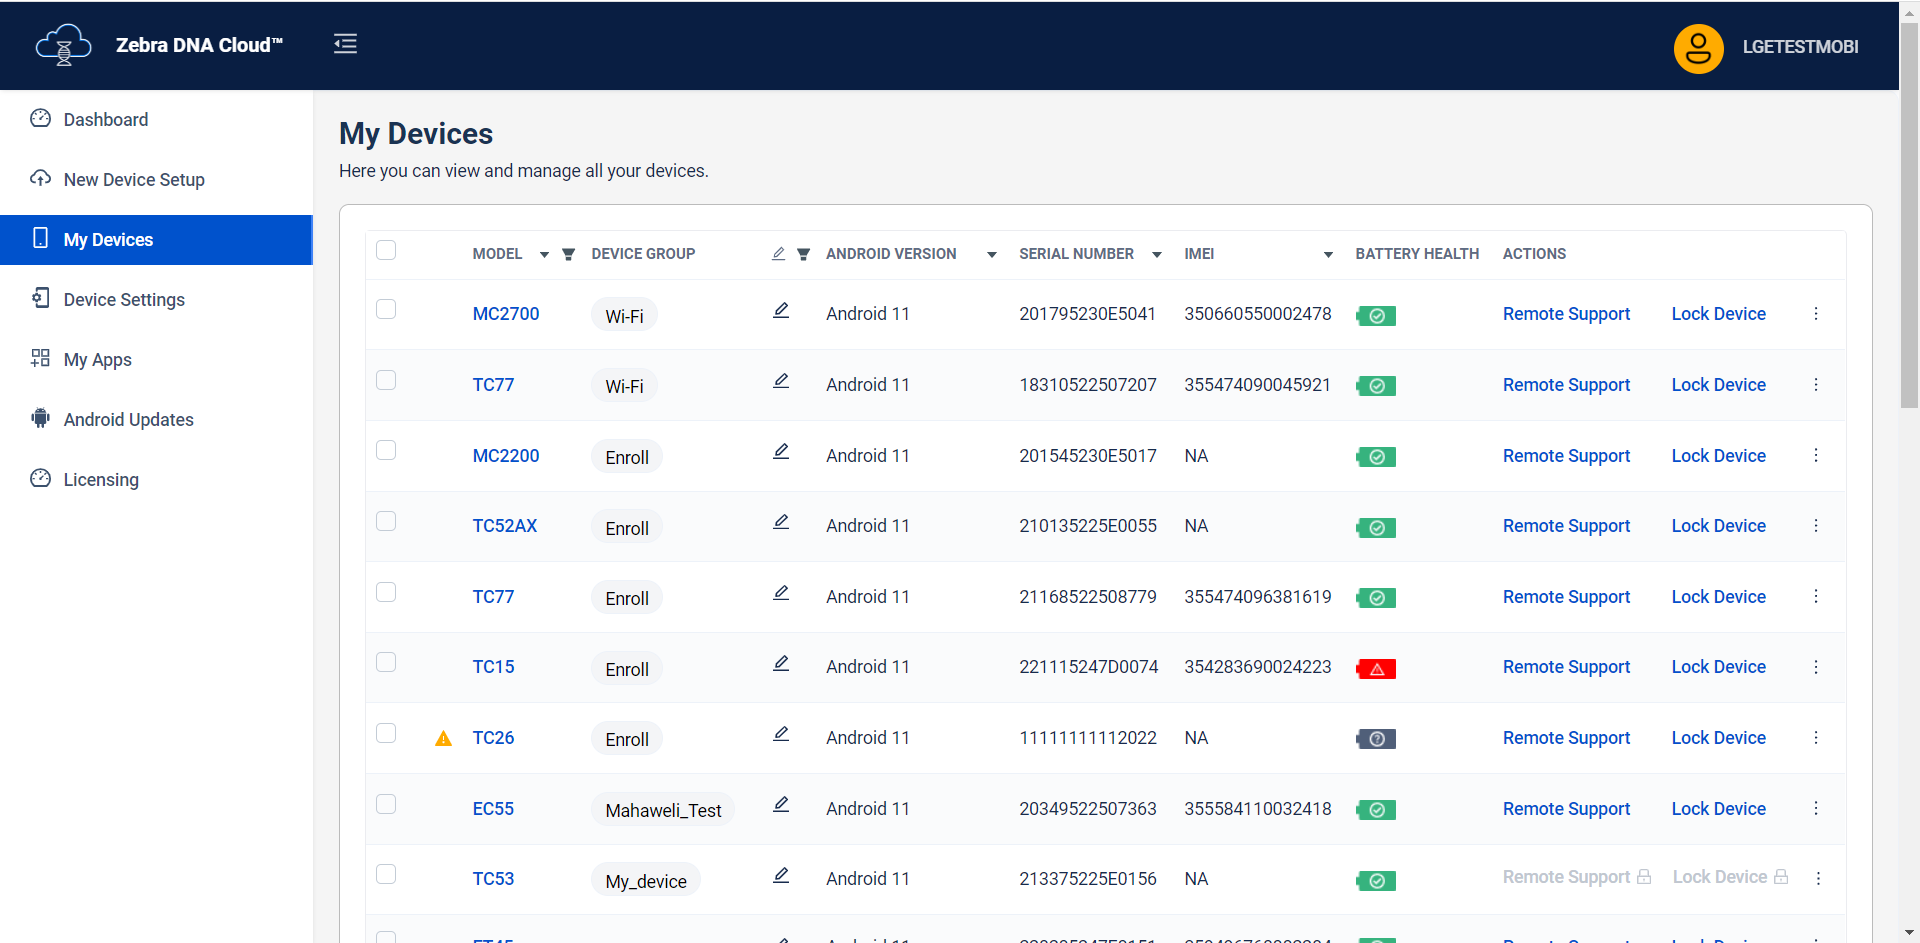 Zebra DNA Cloud™
LGETESTMOBI
Dashboard
New Device Setup
My Devices
Device Settings
My Apps
Android Updates
Licensing
My Devices
Here you can view and manage all your devices.
MODEL DEVICE GROUP ANDROID VERSION SERIAL NUMBER IMEI BATTERY HEALTH ACTIONS
MC2700 Wi-Fi Android 11 201795230E5041 350660550002478 Remote Support Lock Device
TC77 Wi-Fi Android 11 18310522507207 355474090045921 Remote Support Lock Device
MC2200 Enroll Android 11 201545230E5017 NA Remote Support Lock Device
TC52AX Enroll Android 11 210135225E0055 NA Remote Support Lock Device
TC77 Enroll Android 11 21168522508779 355474096381619 Remote Support Lock Device
TC15 Enroll Android 11 221115247D0074 354283690024223 Remote Support Lock Device
TC26 Enroll Android 11 11111111112022 NA Remote Support Lock Device
EC55 Mahaweli_Test Android 11 20349522507363 355584110032418 Remote Support Lock Device
TC53 My_device Android 11 213375225E0156 NA Remote Support Lock Device